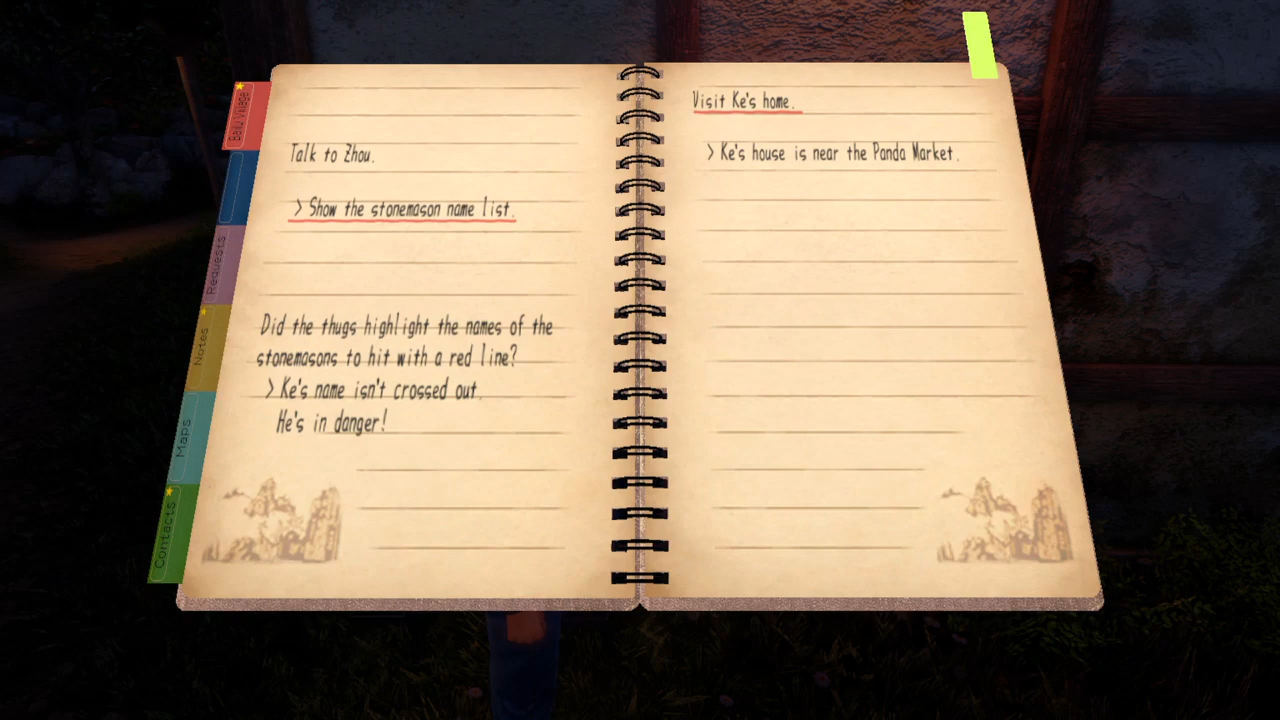 Bailu Village
Requests
Notes
Maps
Contacts
Talk to Zhou.
> Show the stonemason name list.
Did the thugs highlight the names of the
stonemasons to hit with a red line?
> Ke's name isn't crossed out.
He's in danger!
Visit Ke's home.
> Ke's house is near the Panda Market.